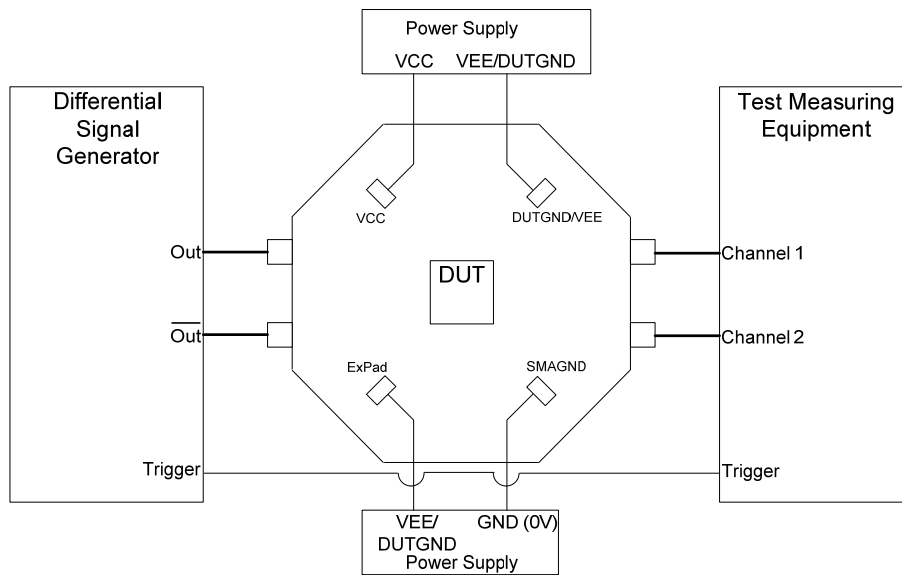 Power Supply
VCC VEE/DUTGND
Differential
Signal
Generator
Test Measuring
Equipment
VCC
DUTGND/VEE
Out
Channel 1
DUT
Out
Channel 2
ExPad
SMAGND
Trigger
Trigger
VEE/
DUTGND
GND (0V)
Power Supply